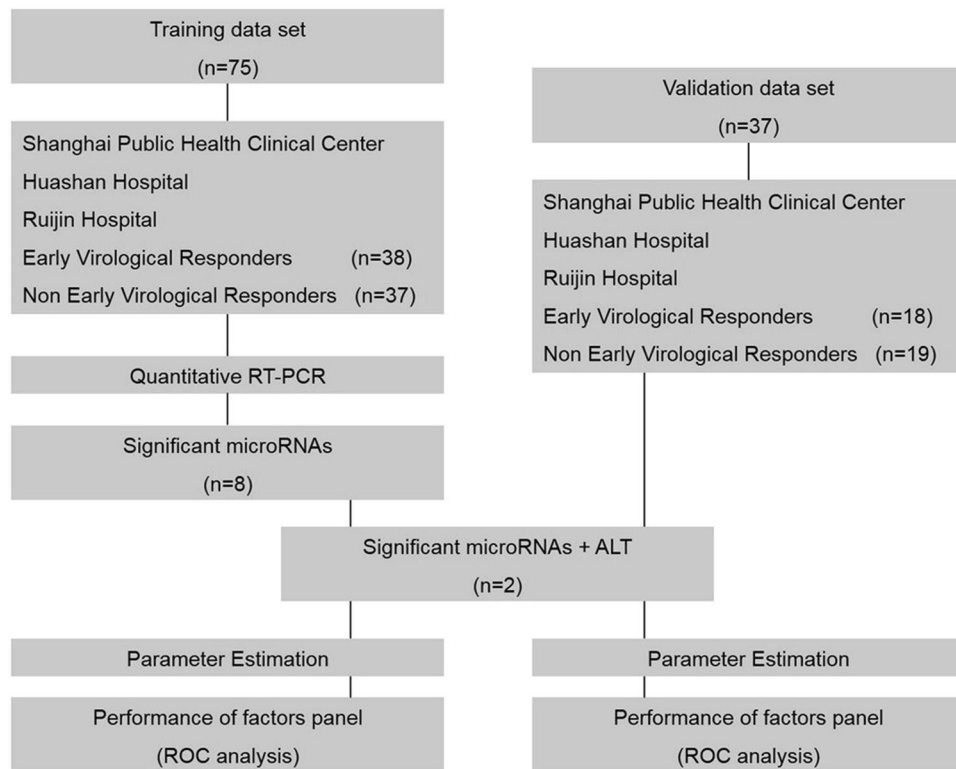 Training data set
(n=75)
Shanghai Public Health Clinical Center
Huashan Hospital
Ruijin Hospital
Early Virological Responders (n=38)
Non Early Virological Responders (n=37)
Quantitative RT-PCR
Significant microRNAs
(n=8)
Validation data set
(n=37)
Shanghai Public Health Clinical Center
Huashan Hospital
Ruijin Hospital
Early Virological Responders (n=18)
Non Early Virological Responders (n=19)
Significant microRNAs + ALT
(n=2)
Parameter Estimation
Performance of factors panel
(ROC analysis)
Parameter Estimation
Performance of factors panel
(ROC analysis)